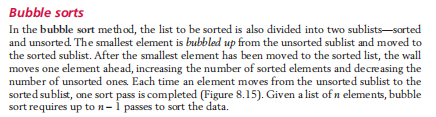 Bubble sorts
In the bubble sort method, the list to be sorted is also divided into two sublists—sorted
and unsorted. The smallest element is bubbled up from the unsorted sublist and moved to
the sorted sublist. After the smallest element has been moved to the sorted list, the wall
moves one element ahead, increasing the number of sorted elements and decreasing the
number of unsorted ones. Each time an element moves from the unsorted sublist to the
sorted sublist, one sort pass is completed (Figure 8.15). Given a list of n elements, bubble
sort requires up to n – 1 passes to sort the data.